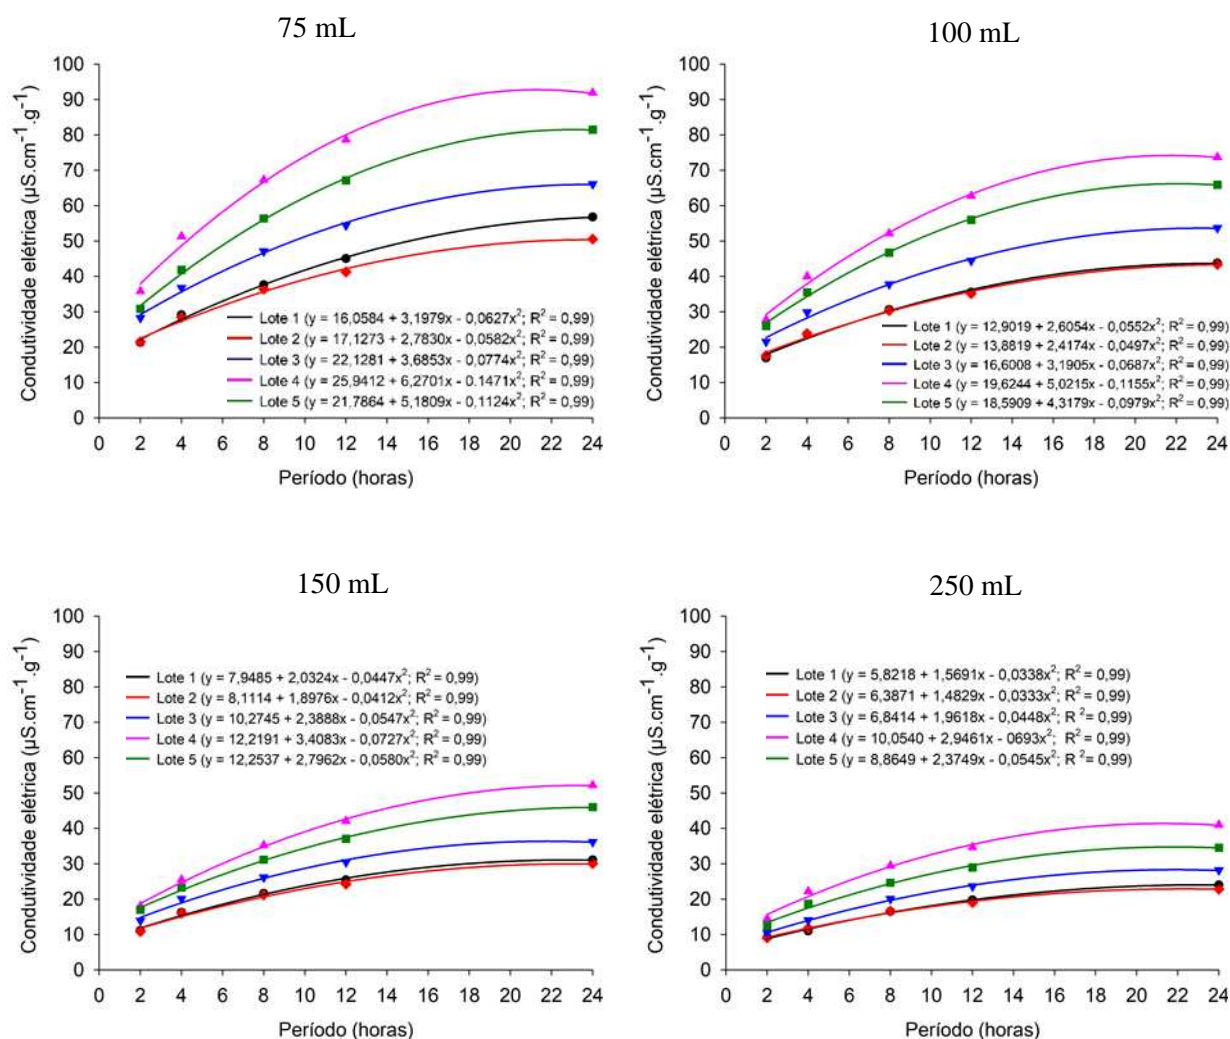 75 mL
Condutividade elétrica (µS.cm⁻¹.g⁻¹)
100
90
80
70
60
50
40
30
20
10
0
Lote 1 (y = 16,0584 + 3,1979x - 0,0627x²; R² = 0,99)
Lote 2 (y = 17,1273 + 2,7830x - 0,0582x²; R² = 0,99)
Lote 3 (y = 22,1281 + 3,6853x - 0,0774x²; R² = 0,99)
Lote 4 (y = 25,9412 + 6,2701x - 0.1471x²; R² = 0,99)
Lote 5 (y = 21,7864 + 5,1809x - 0,1124x²; R² = 0,99)
0 2 4 6 8 10 12 14 16 18 20 22 24
Período (horas)
100 mL
Condutividade elétrica (µS.cm⁻¹.g⁻¹)
100
90
80
70
60
50
40
30
20
10
0
Lote 1 (y = 12,9019 + 2,6054x - 0,0552x²; R² = 0,99)
Lote 2 (y = 13,8819 + 2,4174x - 0,0497x²; R² = 0,99)
Lote 3 (y = 16,6008 + 3,1905x - 0,0687x²; R² = 0,99)
Lote 4 (y = 19,6244 + 5,0215x - 0,1155x²; R² = 0,99)
Lote 5 (y = 18,5909 + 4,3179x - 0,0979x²; R² = 0,99)
0 2 4 6 8 10 12 14 16 18 20 22 24
Período (horas)
150 mL
Condutividade elétrica (µS.cm⁻¹.g⁻¹)
100
90
80
70
60
50
40
30
20
10
0
Lote 1 (y = 7,9485 + 2,0324x - 0,0447x²; R² = 0,99)
Lote 2 (y = 8,1114 + 1,8976x - 0,0412x²; R² = 0,99)
Lote 3 (y = 10,2745 + 2,3888x - 0,0547x²; R² = 0,99)
Lote 4 (y = 12,2191 + 3,4083x - 0,0727x²; R² = 0,99)
Lote 5 (y = 12,2537 + 2,7962x - 0,0580x²; R² = 0,99)
0 2 4 6 8 10 12 14 16 18 20 22 24
Período (horas)
250 mL
Condutividade elétrica (µS.cm⁻¹.g⁻¹)
100
90
80
70
60
50
40
30
20
10
0
Lote 1 (y = 5,8218 + 1,5691x - 0,0338x²; R² = 0,99)
Lote 2 (y = 6,3871 + 1,4829x - 0,0333x²; R² = 0,99)
Lote 3 (y = 6,8414 + 1,9618x - 0,0448x²; R² = 0,99)
Lote 4 (y = 10,0540 + 2,9461x - 0693x²; R² = 0,99)
Lote 5 (y = 8,8649 + 2,3749x - 0,0545x²; R² = 0,99)
0 2 4 6 8 10 12 14 16 18 20 22 24
Período (horas)